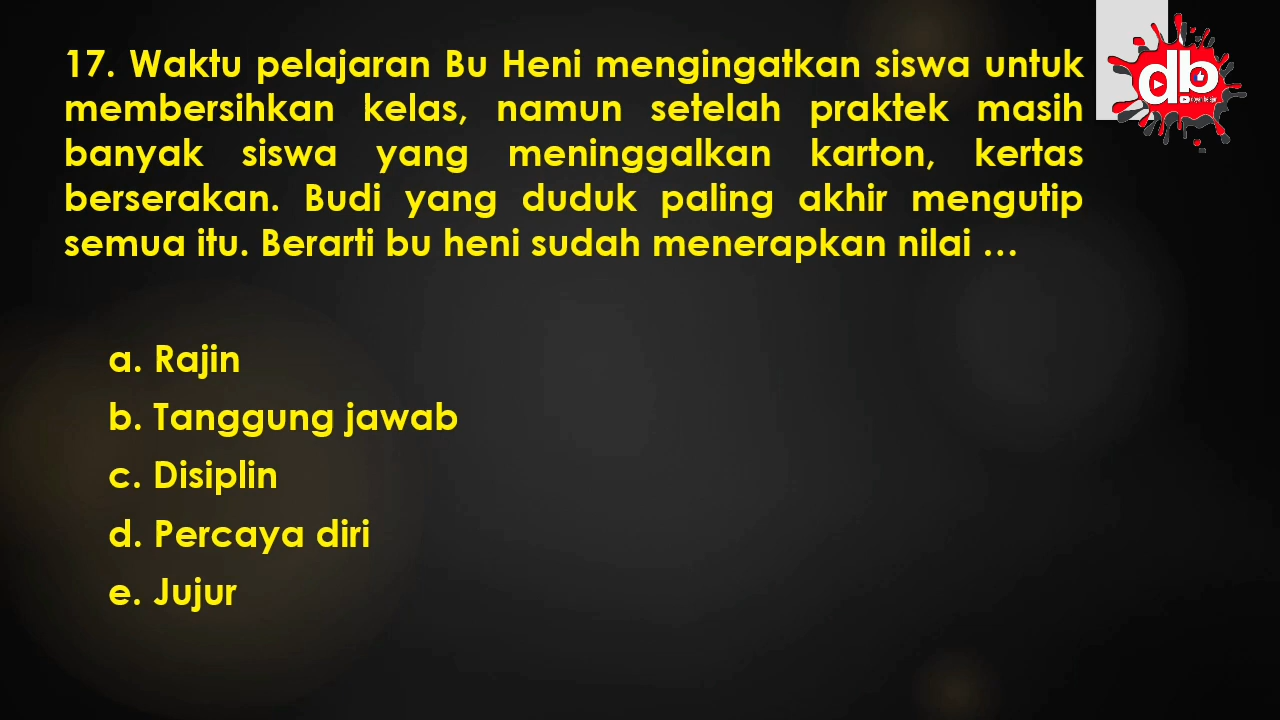 17. Waktu pelajaran Bu Heni mengingatkan siswa untuk
membersihkan kelas, namun setelah praktek masih
banyak siswa yang meninggalkan karton, kertas
berserakan. Budi yang duduk paling akhir mengutip
semua itu. Berarti bu heni sudah menerapkan nilai ...
a. Rajin
b. Tanggung jawab
c. Disiplin
d. Percaya diri
e. Jujur
db